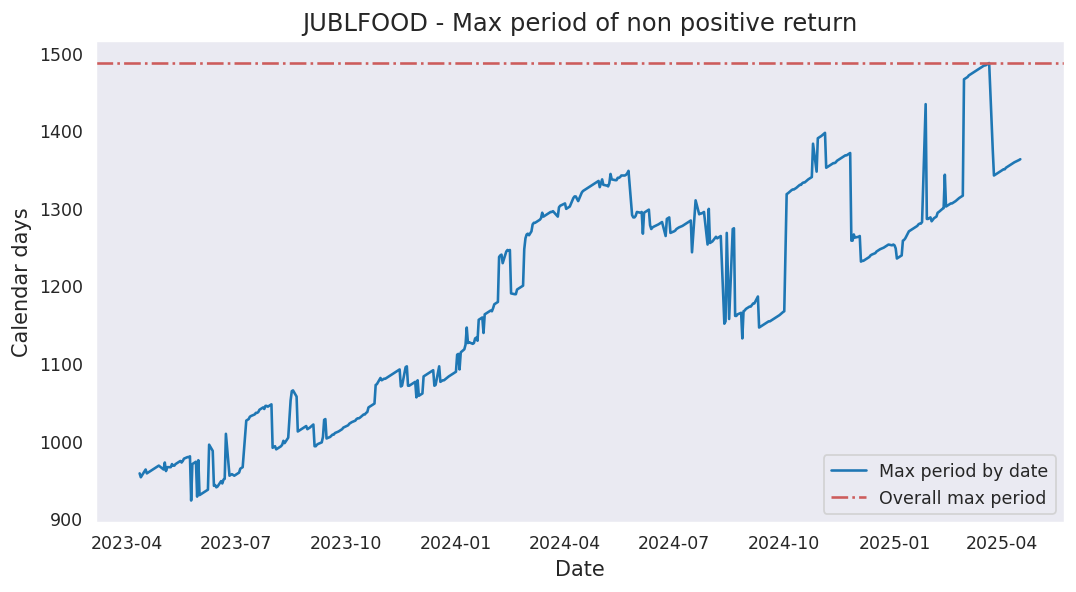 JUBLFOOD - Max period of non positive return
Calendar days
1500
1400
1300
1200
1100
1000
900
Max period by date
Overall max period
2023-04 2023-07 2023-10 2024-01 2024-04 2024-07 2024-10 2025-01 2025-04
Date